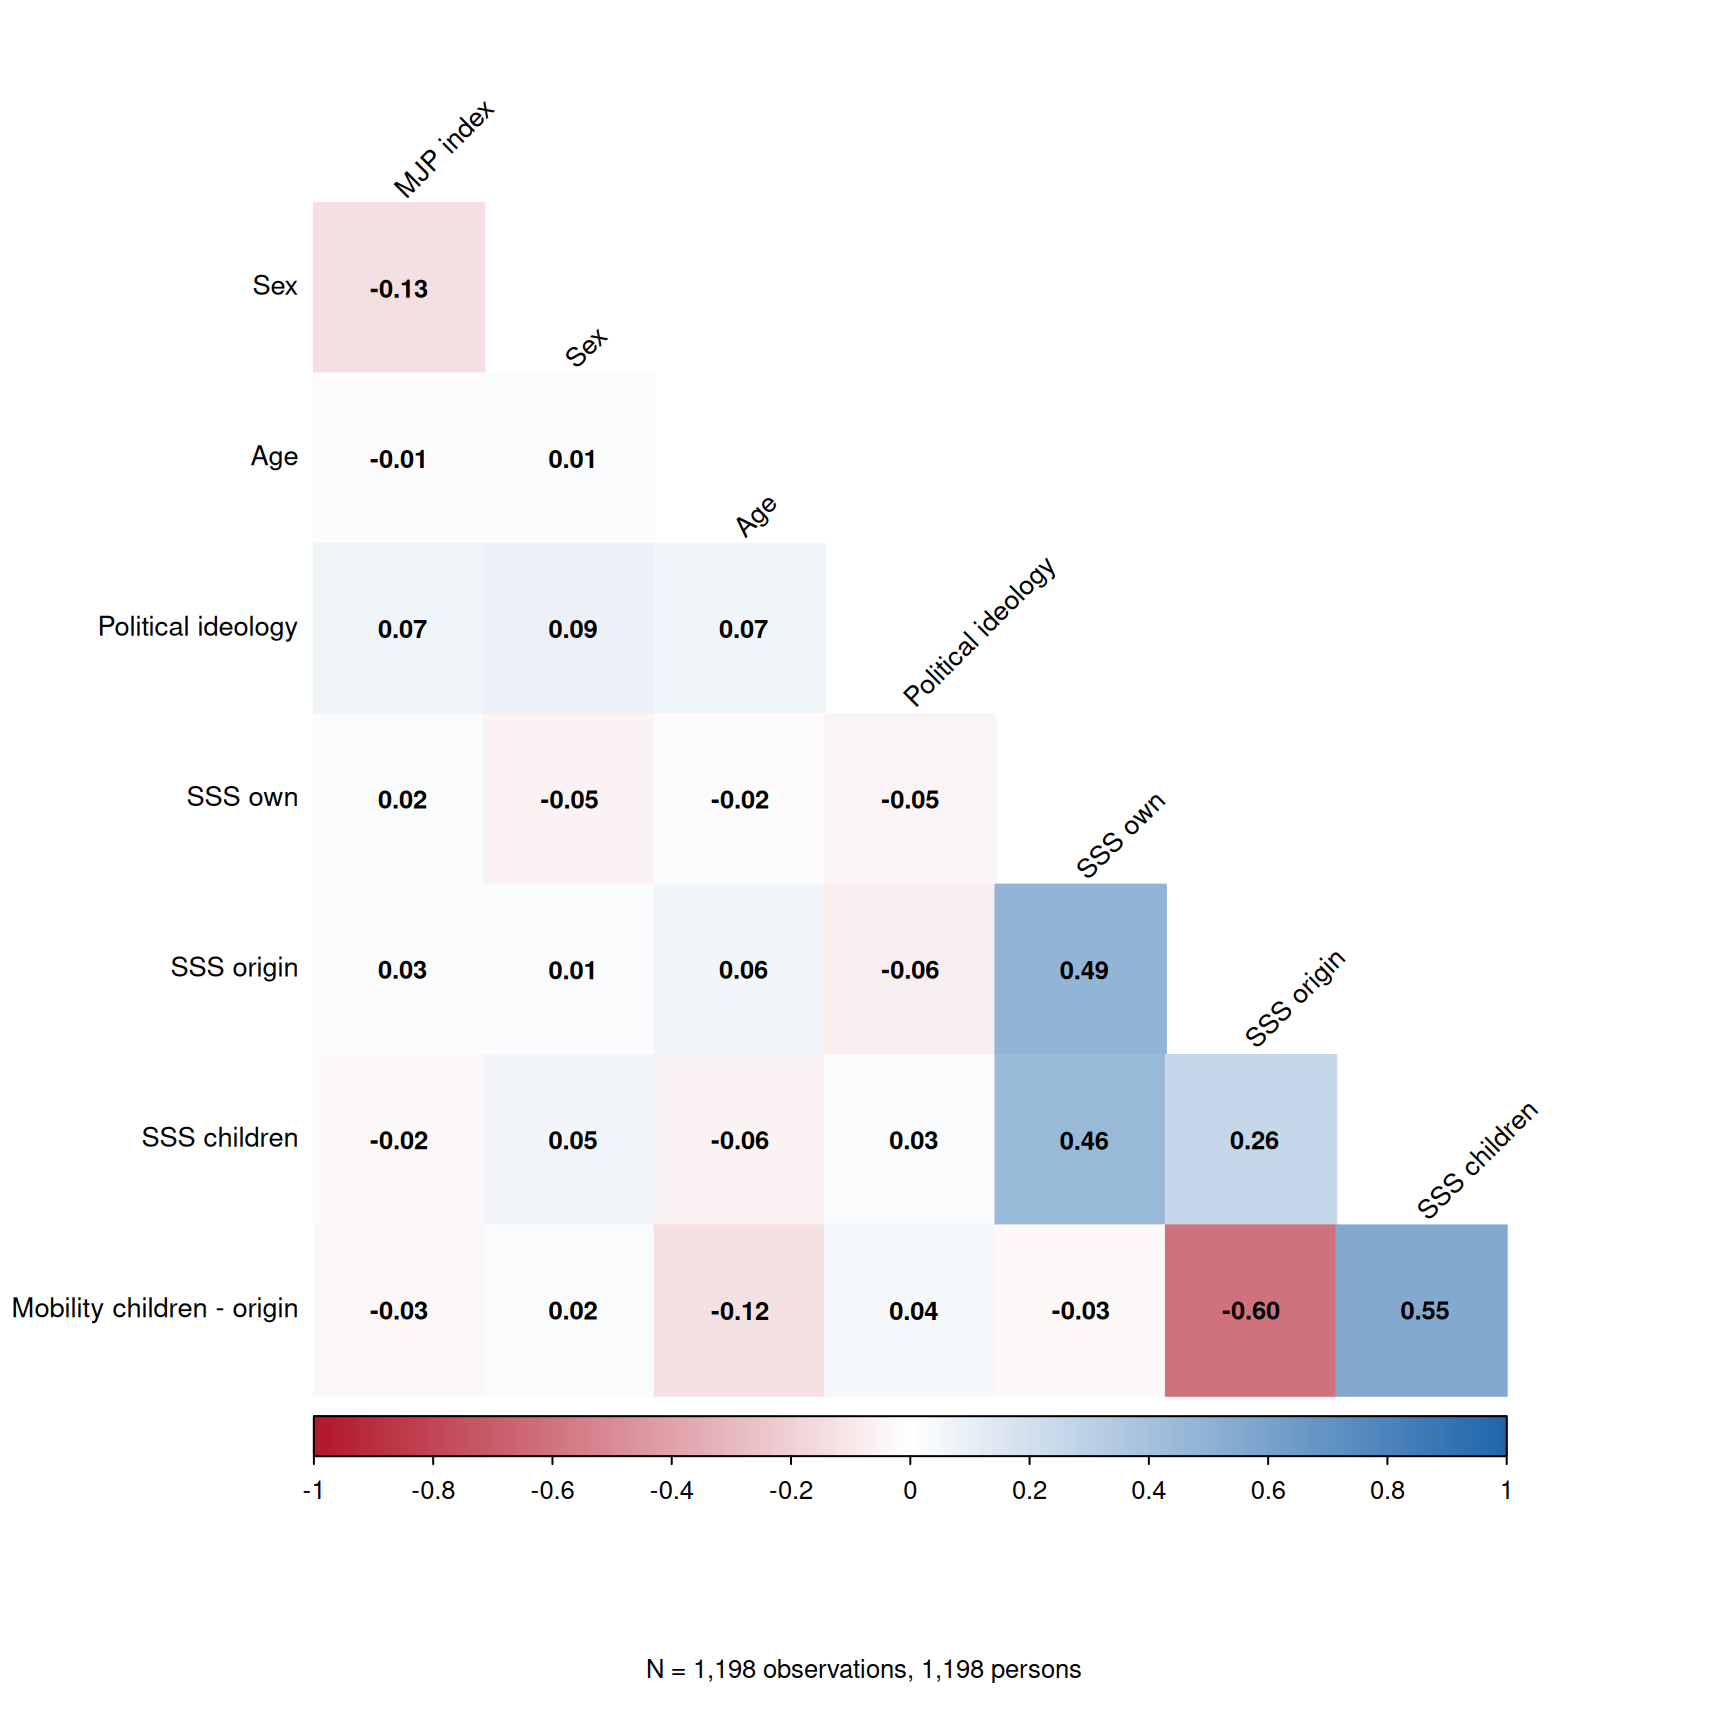 MJP index
Sex -0.13
Sex
Age -0.01 0.01
Age
Political ideology 0.07 0.09 0.07
Political ideology
SSS own 0.02 -0.05 -0.02 -0.05
SSS own
SSS origin 0.03 0.01 0.06 -0.06 0.49
SSS origin
SSS children -0.02 0.05 -0.06 0.03 0.46 0.26
SSS children
Mobility children - origin -0.03 0.02 -0.12 0.04 -0.03 -0.60 0.55
-1 -0.8 -0.6 -0.4 -0.2 0 0.2 0.4 0.6 0.8 1
N = 1,198 observations, 1,198 persons